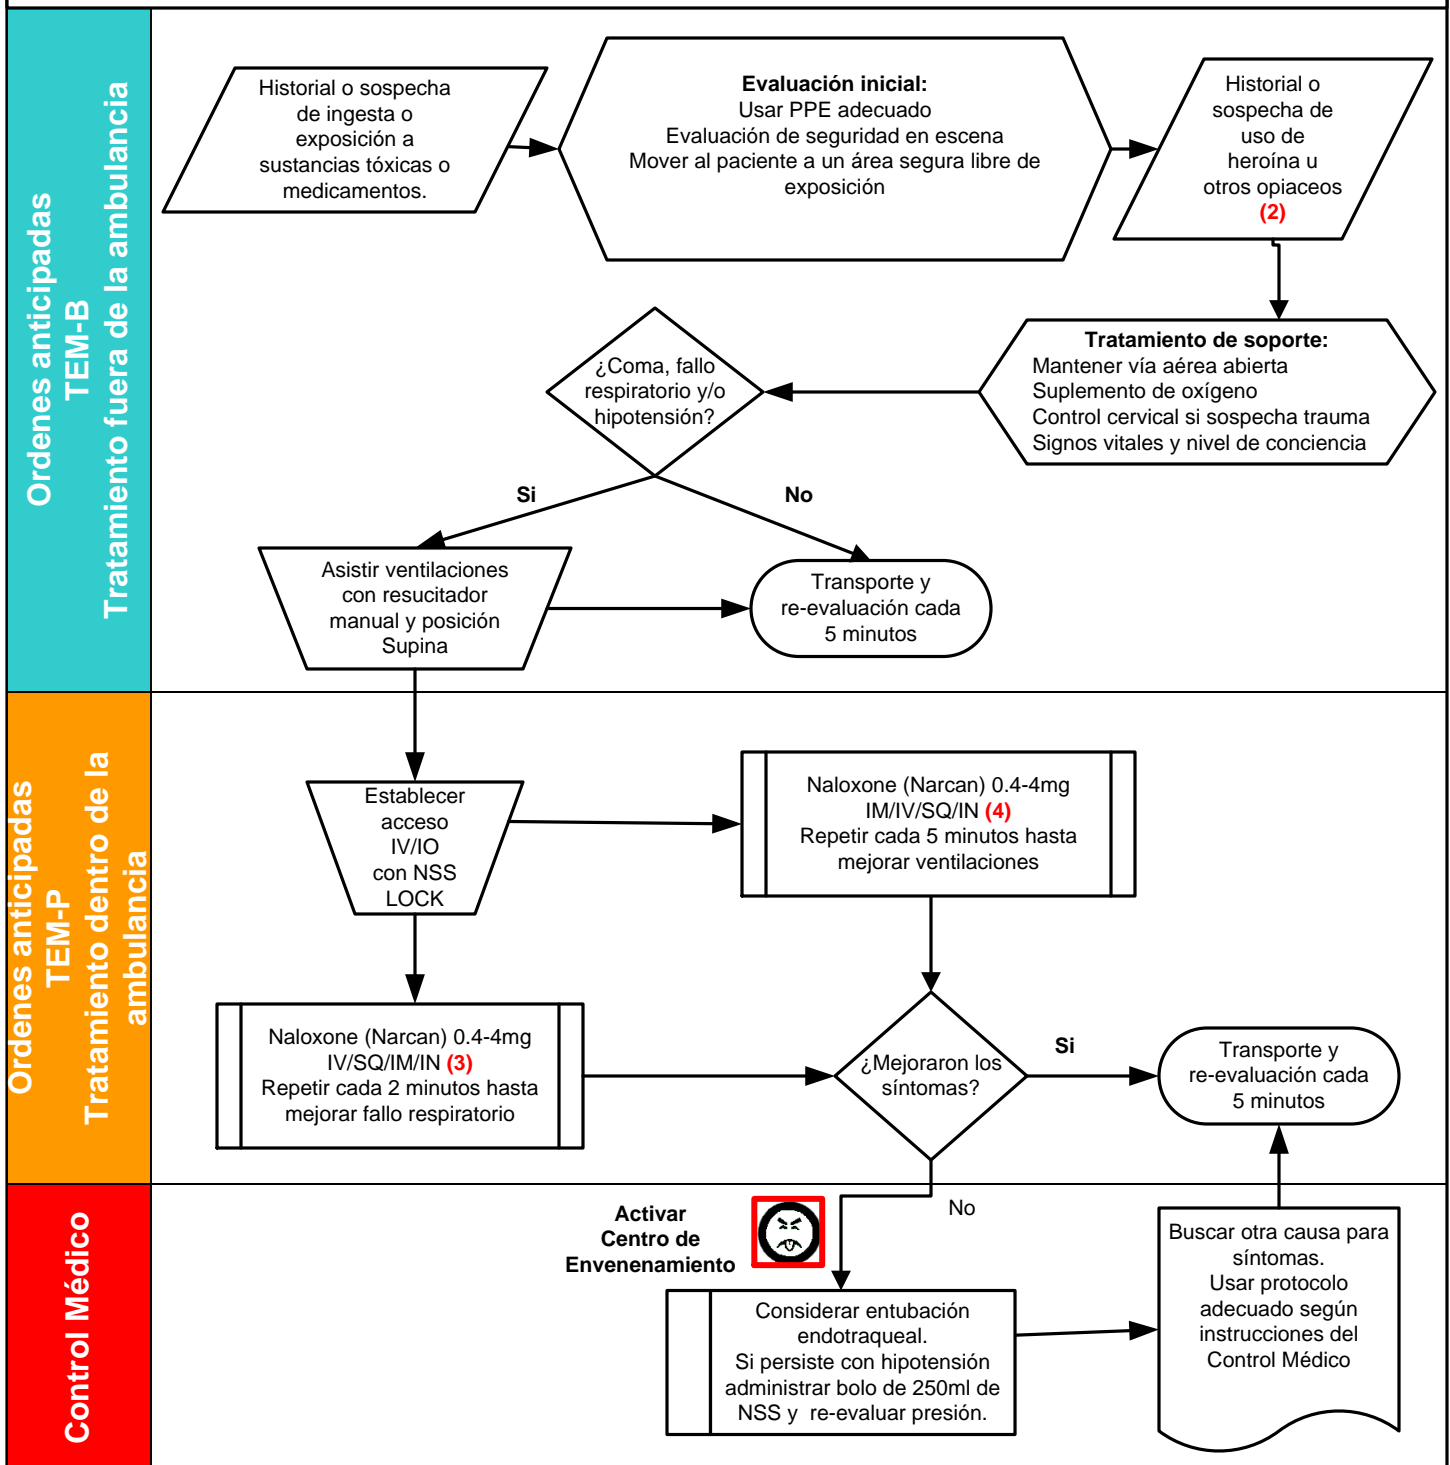 Ordenes anticipadas
TEM-B
Tratamiento fuera de la ambulancia
Historial o sospecha
de ingesta o
exposición a
sustancias tóxicas o
medicamentos.
Evaluación inicial:
Usar PPE adecuado
Evaluación de seguridad en escena
Mover al paciente a un área segura libre de
exposición
Historial o
sospecha de
uso de
heroína u
otros opiaceos
(2)
Tratamiento de soporte:
Mantener vía aérea abierta
Suplemento de oxígeno
Control cervical si sospecha trauma
Signos vitales y nivel de conciencia
¿Coma, fallo
respiratorio y/o
hipotensión?
Si
No
Asistir ventilaciones
con resucitador
manual y posición
Supina
Transporte y
re-evaluación cada
5 minutos
Ordenes anticipadas
TEM-P
Tratamiento dentro de la
ambulancia
Establecer
acceso
IV/IO
con NSS
LOCK
Naloxone (Narcan) 0.4-4mg
IM/IV/SQ/IN (4)
Repetir cada 5 minutos hasta
mejorar ventilaciones
Naloxone (Narcan) 0.4-4mg
IV/SQ/IM/IN (3)
Repetir cada 2 minutos hasta
mejorar fallo respiratorio
¿Mejoraron los
síntomas?
Si
Transporte y
re-evaluación cada
5 minutos
Control Médico
No
Activar
Centro de
Envenenamiento
Considerar entubación
endotraqueal.
Si persiste con hipotensión
administrar bolo de 250ml de
NSS y re-evaluar presión.
Buscar otra causa para
síntomas.
Usar protocolo
adecuado según
instrucciones del
Control Médico